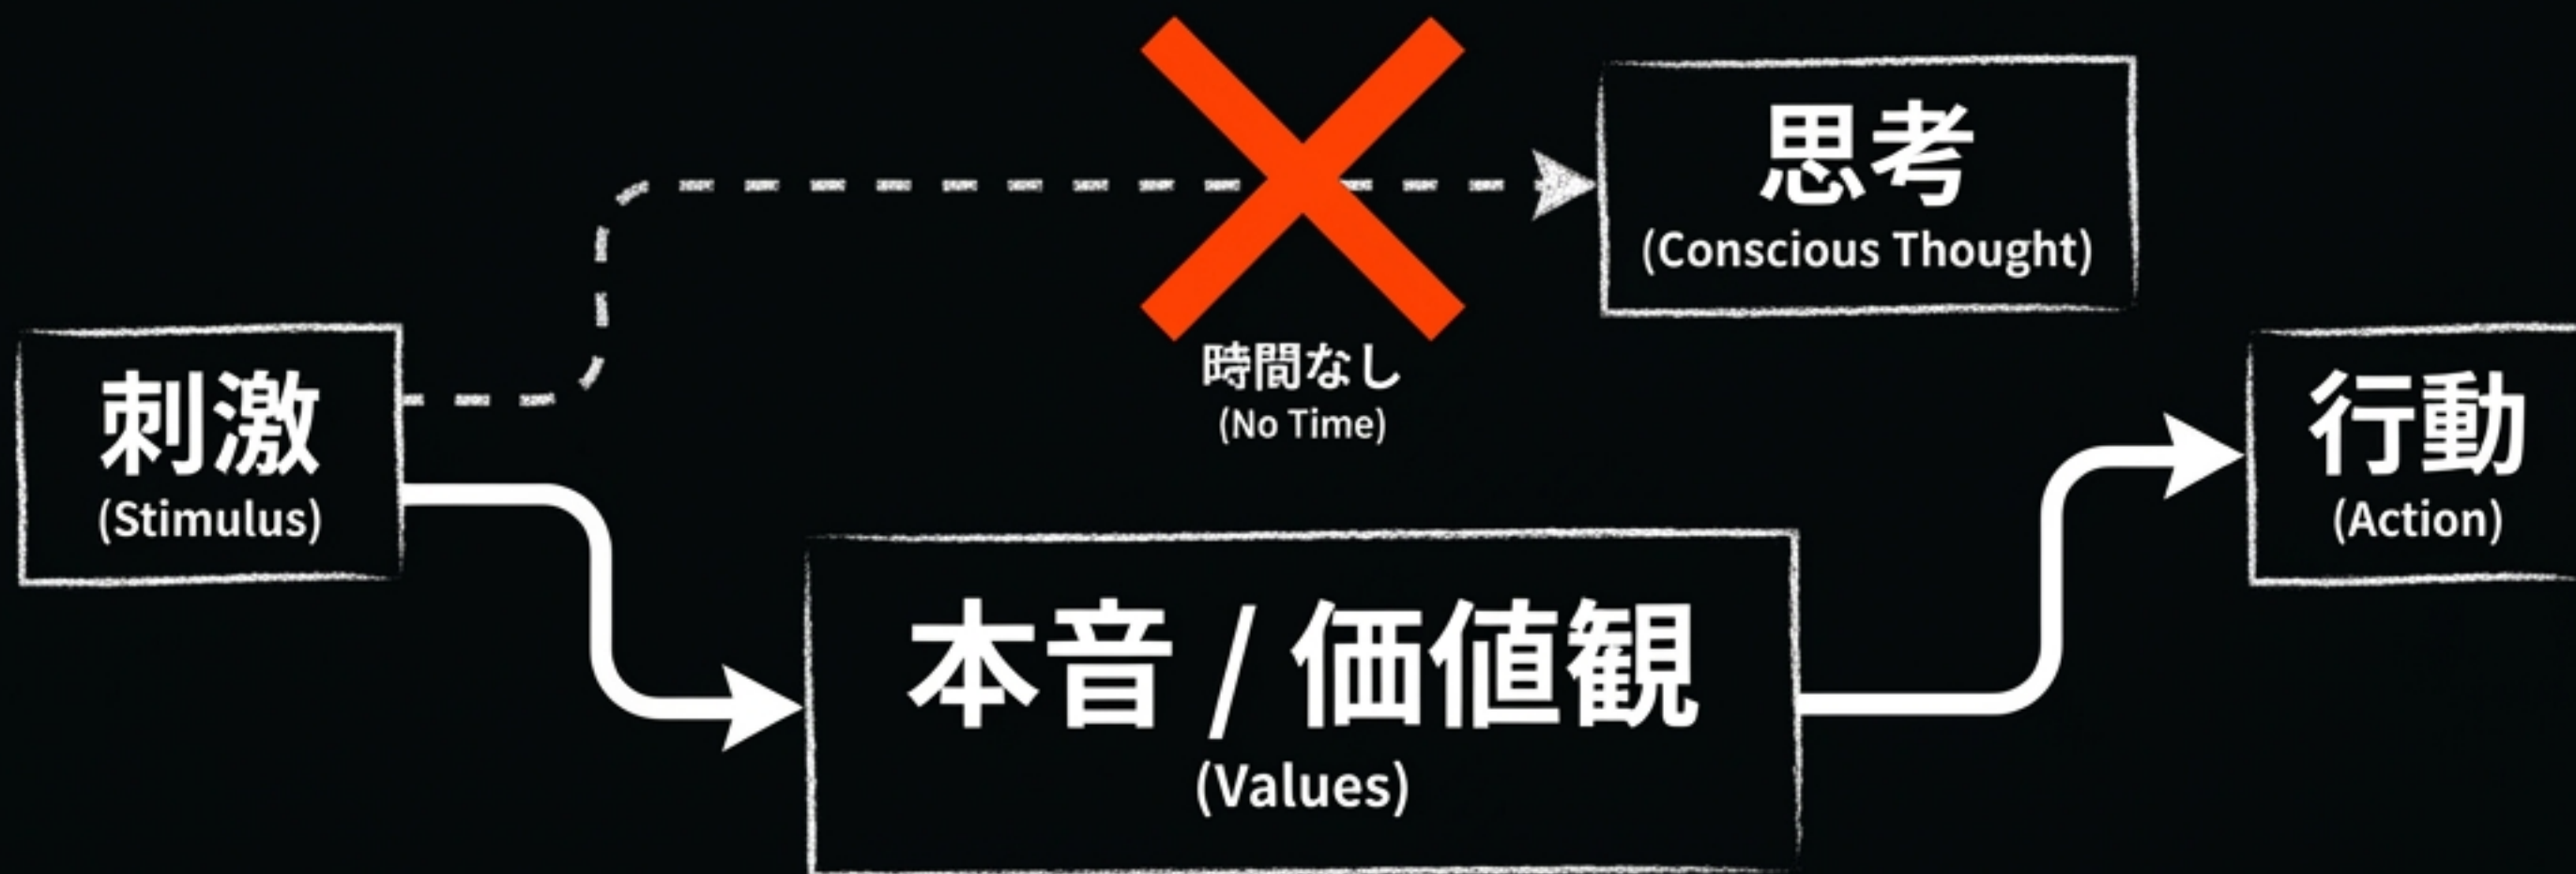 思考
(Conscious Thought)
時間なし
(No Time)
刺激
(Stimulus)
本音 / 価値観
(Values)
行動
(Action)